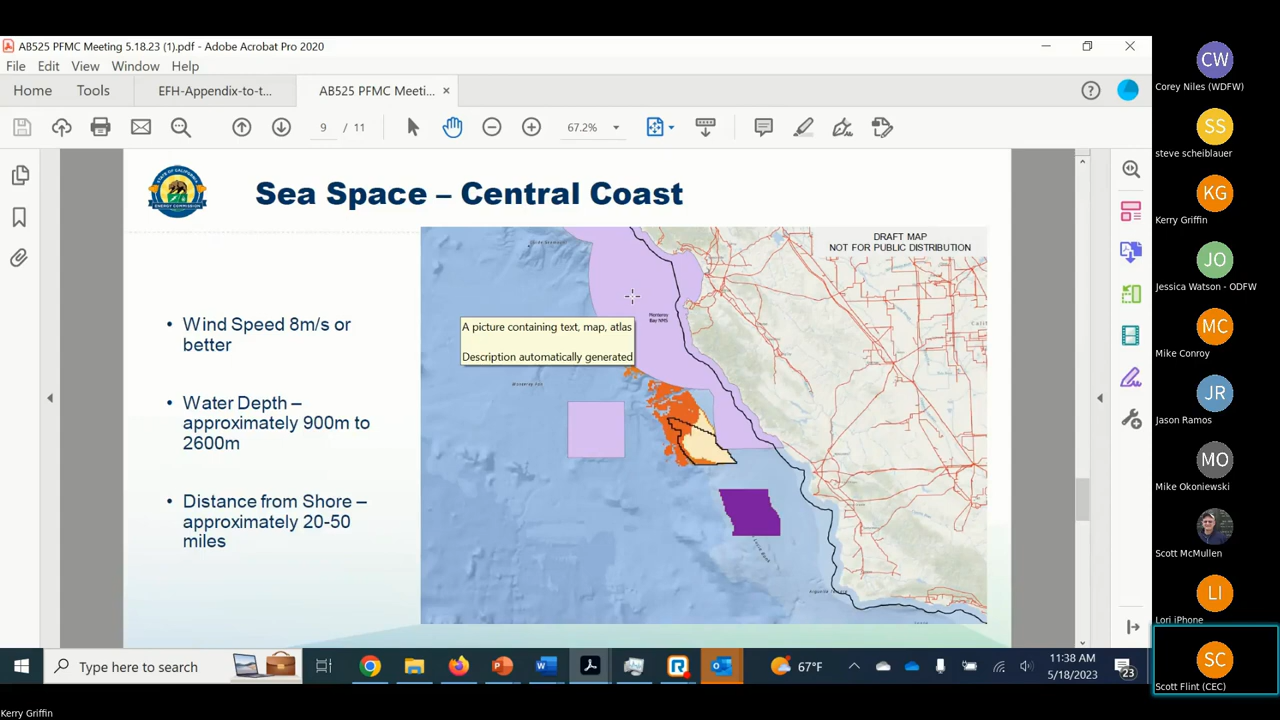 AB525 PFMC Meeting 5.18.23 (1).pdf - Adobe Acrobat Pro 2020
File Edit View Window Help
Home Tools EFH-Appendix-to-t... AB525 PFMC Meeti... ×
9 / 11 67.2%
Sea Space – Central Coast
DRAFT MAP
NOT FOR PUBLIC DISTRIBUTION
• Wind Speed 8m/s or
better
• Water Depth –
approximately 900m to
2600m
• Distance from Shore –
approximately 20-50
miles
Monterey
Bay NMS
A picture containing text, map, atlas
Description automatically generated
CW
Corey Niles (WDFW)
SS
steve scheiblauer
KG
Kerry Griffin
JO
Jessica Watson - ODFW
MC
Mike Conroy
JR
Jason Ramos
MO
Mike Okoniewski
Scott McMullen
LI
Lori iPhone
SC
Scott Flint (CEC)
Type here to search
67°F
11:38 AM
5/18/2023
23
Kerry Griffin